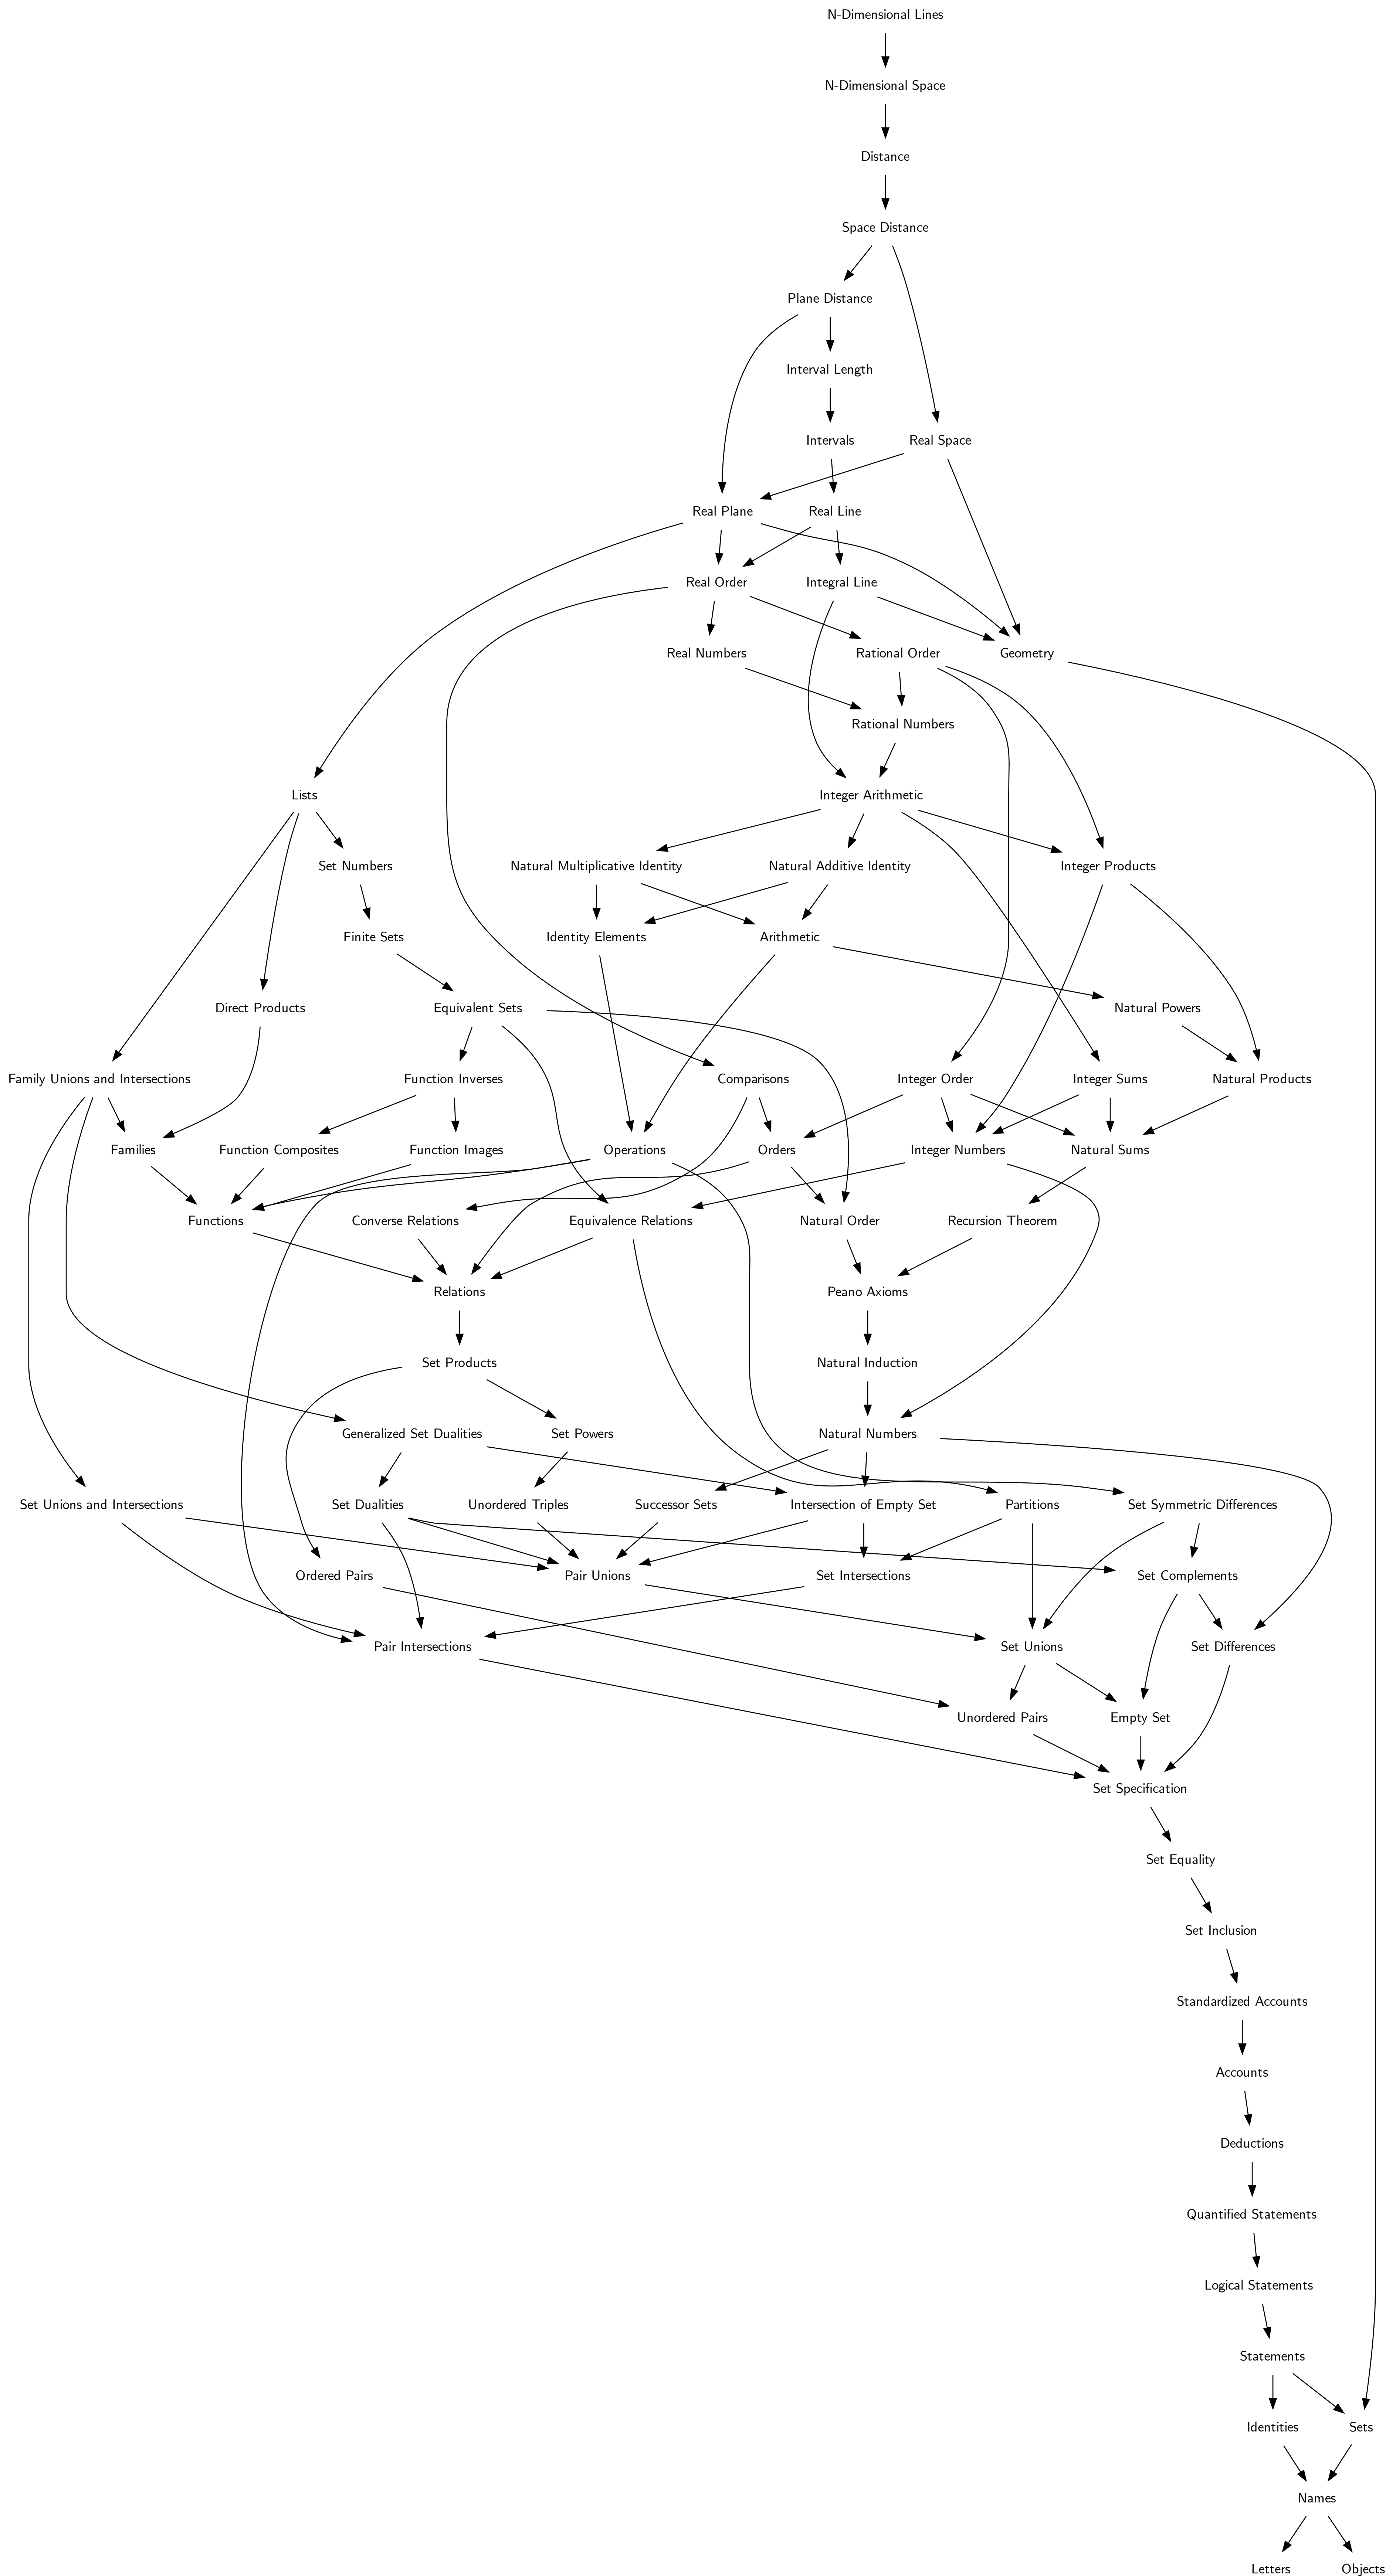 N-Dimensional Lines
N-Dimensional Space
Distance
Space Distance
Plane Distance
Interval Length
Intervals
Real Space
Real Plane
Real Line
Real Order
Integral Line
Real Numbers
Rational Order
Geometry
Rational Numbers
Lists
Integer Arithmetic
Set Numbers
Natural Multiplicative Identity
Natural Additive Identity
Integer Products
Finite Sets
Identity Elements
Arithmetic
Direct Products
Equivalent Sets
Natural Powers
Family Unions and Intersections
Function Inverses
Comparisons
Integer Order
Integer Sums
Natural Products
Families
Function Composites
Function Images
Operations
Orders
Integer Numbers
Natural Sums
Functions
Converse Relations
Equivalence Relations
Natural Order
Recursion Theorem
Relations
Peano Axioms
Set Products
Natural Induction
Generalized Set Dualities
Set Powers
Natural Numbers
Set Unions and Intersections
Set Dualities
Unordered Triples
Successor Sets
Intersection of Empty Set
Partitions
Set Symmetric Differences
Ordered Pairs
Pair Unions
Set Intersections
Set Complements
Pair Intersections
Set Unions
Set Differences
Unordered Pairs
Empty Set
Set Specification
Set Equality
Set Inclusion
Standardized Accounts
Accounts
Deductions
Quantified Statements
Logical Statements
Statements
Identities
Sets
Names
Letters
Objects